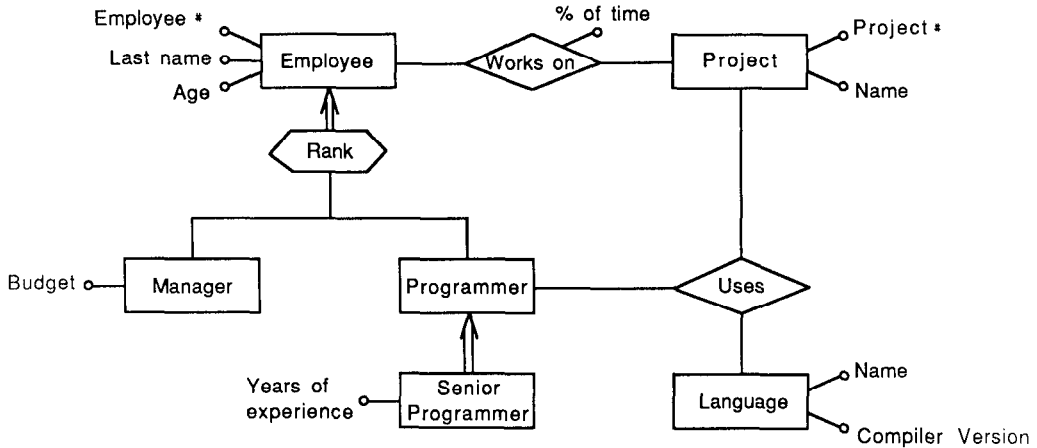 Employee *
Last name
Age
Employee
Works on
% of time
Project
Project *
Name
Rank
Budget
Manager
Programmer
Uses
Years of
experience
Senior
Programmer
Language
Name
Compiler Version